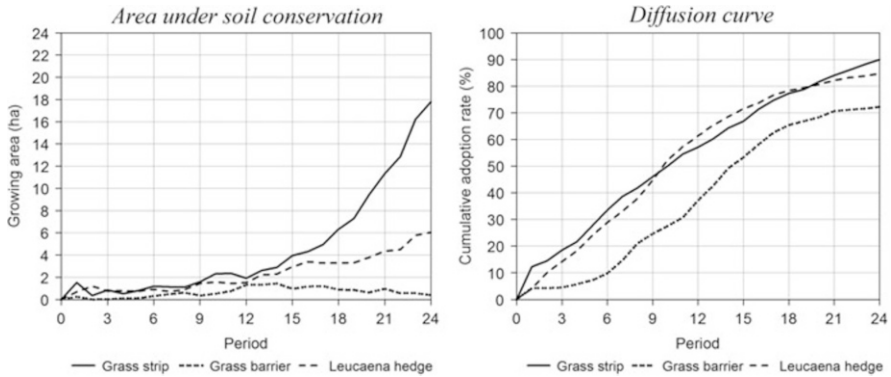 Area under soil conservation
24
22
20
18
16
14
12
10
8
6
4
2
0
Growing area (ha)
0 3 6 9 12 15 18 21 24
Period
Grass strip Grass barrier Leucaena hedge
Diffusion curve
100
90
80
70
60
50
40
30
20
10
0
Cumulative adoption rate (%)
0 3 6 9 12 15 18 21 24
Period
Grass strip Grass barrier Leucaena hedge